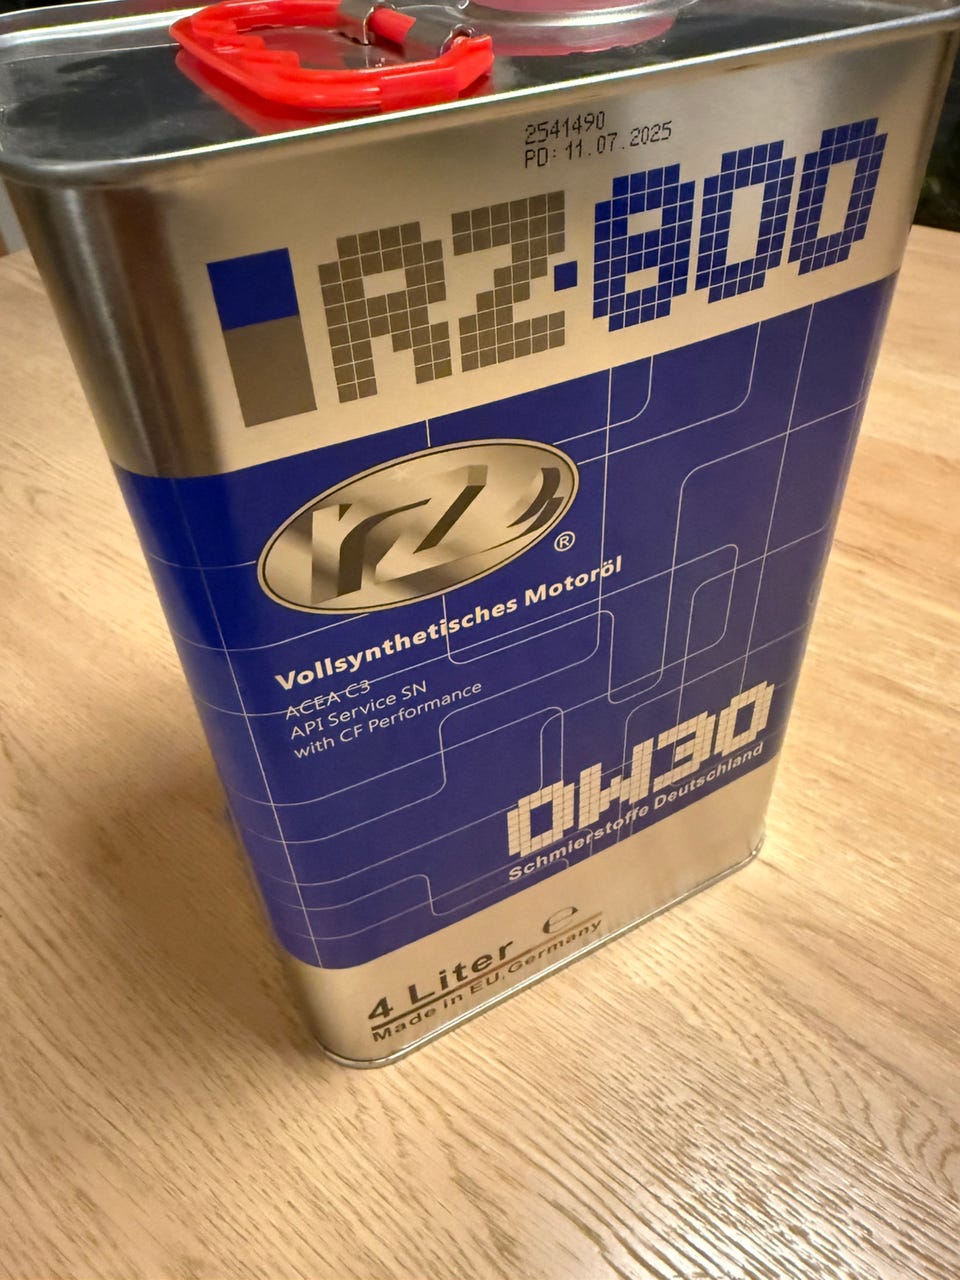 2541490
PD: 11.07.2025
RZ·800
RZ
®
Vollsynthetisches Motoröl
ACEA C3
API Service SN
with CF Performance
0W30
Schmierstoffe Deutschland
4 Liter e
Made in EU.Germany